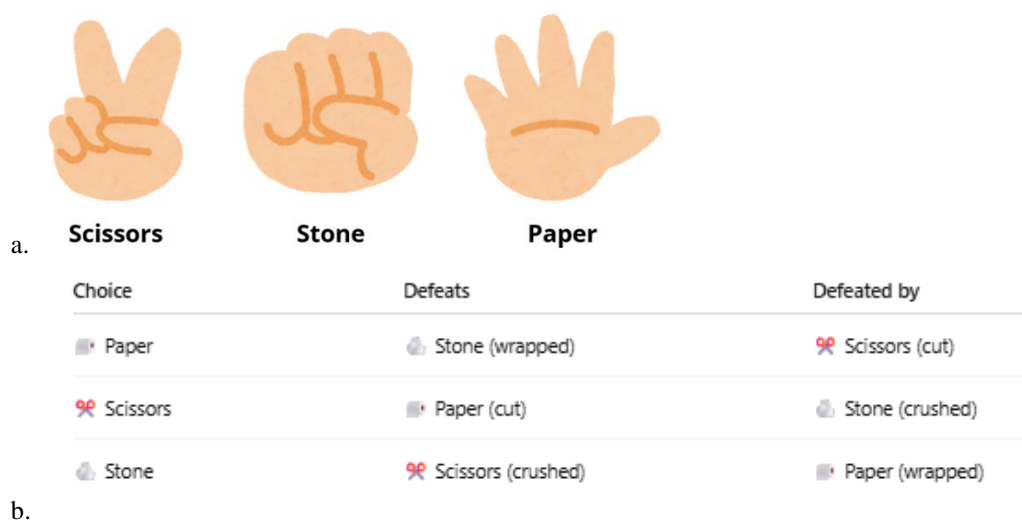 a. Scissors Stone Paper
Choice Defeats Defeated by
Paper Stone (wrapped) Scissors (cut)
Scissors Paper (cut) Stone (crushed)
Stone Scissors (crushed) Paper (wrapped)
b.